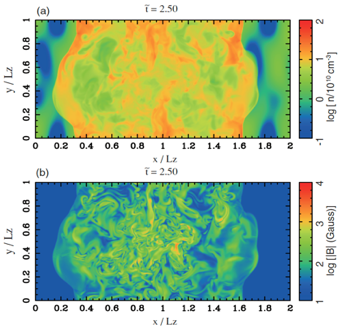 (a)
t̃ = 2.50
y / Lz
0 0.2 0.4 0.6 0.8 1
0 0.2 0.4 0.6 0.8 1 1.2 1.4 1.6 1.8 2
x / Lz
-1 0 1 2
log [ n/10^10 cm^-3]
(b)
t̃ = 2.50
y / Lz
0 0.2 0.4 0.6 0.8 1
0 0.2 0.4 0.6 0.8 1 1.2 1.4 1.6 1.8 2
x / Lz
1 2 3 4
log [|B| (Gauss)]